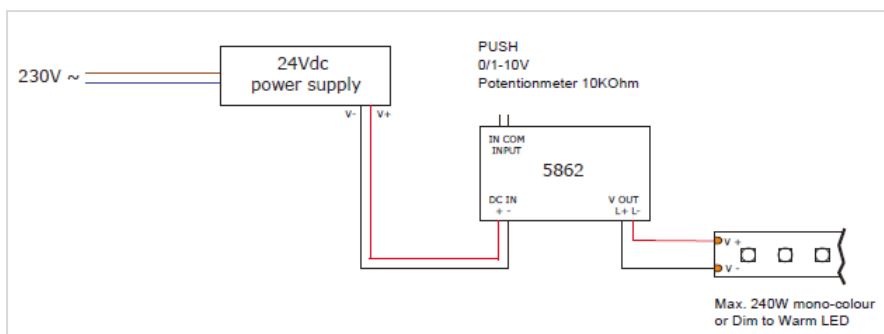 230V ~
24Vdc
power supply
V- V+
PUSH
0/1-10V
Potentionmeter 10KOhm
IN COM
INPUT
5862
DC IN V OUT
+ - L+ L-
V +
V -
Max. 240W mono-colour
or Dim to Warm LED